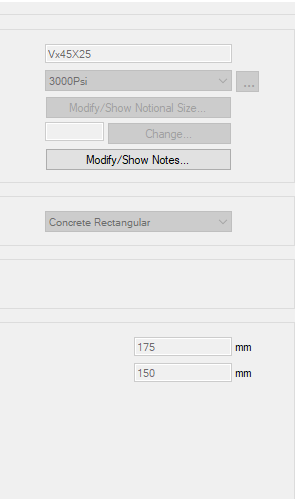 Vx45X25
3000Psi
...
Modify/Show Notional Size...
Change...
Modify/Show Notes...
Concrete Rectangular
175 mm
150 mm